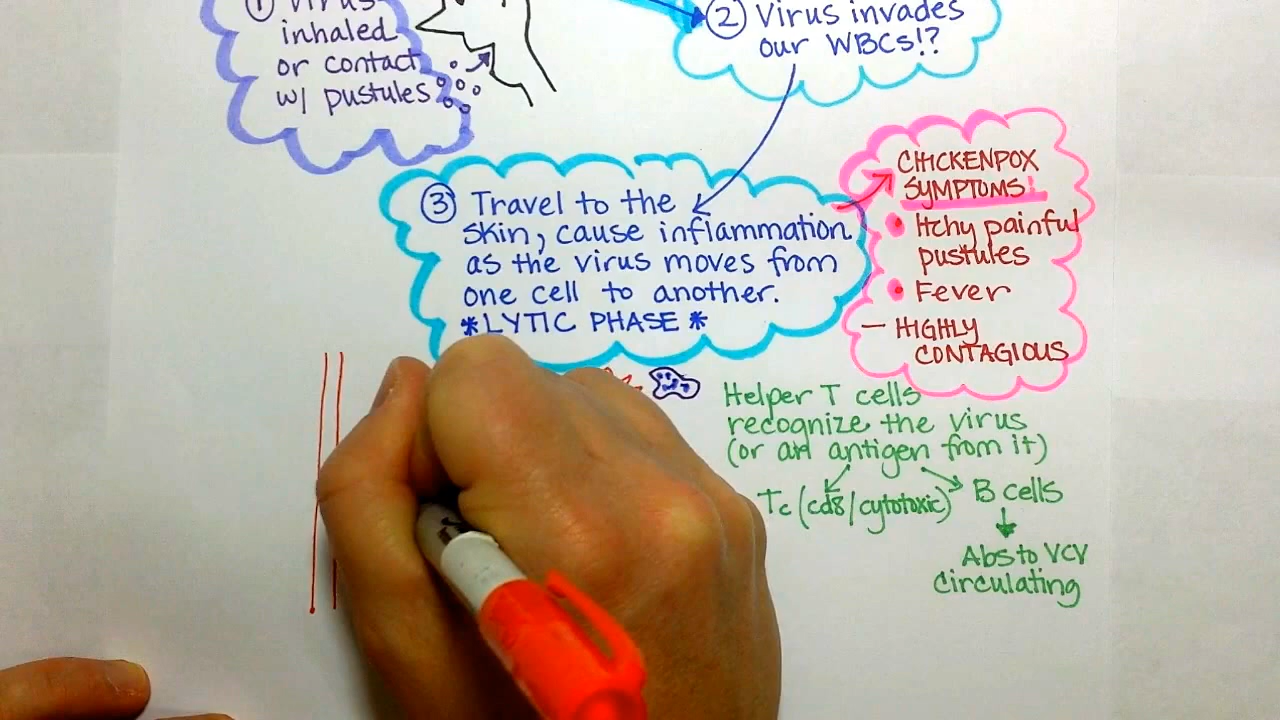 ① Virus
inhaled
or contact
w/ pustules
② Virus invades
our WBCs!?
③ Travel to the
skin, cause inflammation
as the virus moves from
one cell to another.
*LYTIC PHASE*
CHICKENPOX
SYMPTOMS!
• Itchy painful
pustules
• Fever
— HIGHLY
CONTAGIOUS
Helper T cells
recognize the virus
(or an antigen from it)
Tc (cd8/cytotoxic)
B cells
Abs to VCV
circulating